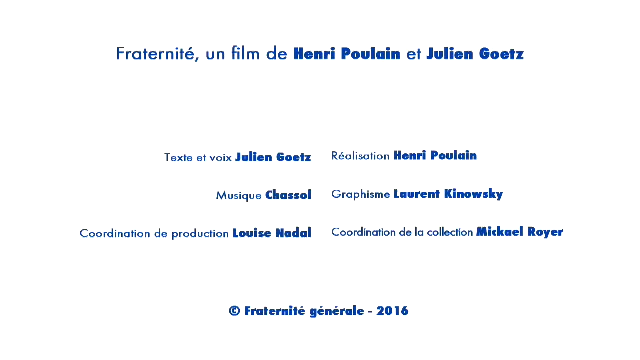 Fraternité, un film de Henri Poulain et Julien Goetz
Texte et voix Julien Goetz
Réalisation Henri Poulain
Musique Chassol
Graphisme Laurent Kinowsky
Coordination de production Louise Nadal
Coordination de la collection Mickael Royer
© Fraternité générale - 2016